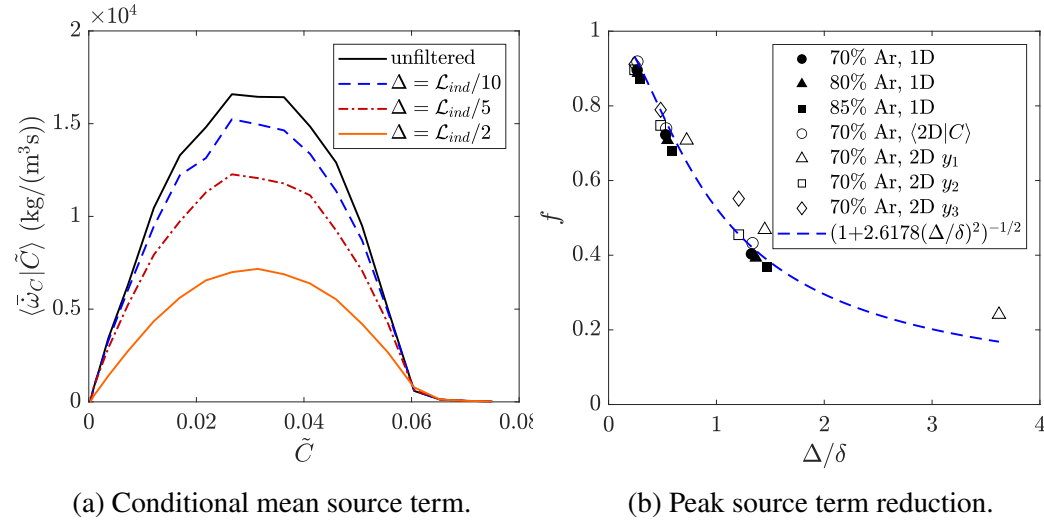 ×10⁴
2
1.5
1
0.5
0
0 0.02 0.04 0.06 0.08
⟨ω̇̄_C|C̃⟩ (kg/(m³s))
C̃
unfiltered
Δ = ℒ_ind/10
Δ = ℒ_ind/5
Δ = ℒ_ind/2
(a) Conditional mean source term.
1
0.8
0.6
0.4
0.2
0
0 1 2 3 4
f
Δ/δ
70% Ar, 1D
80% Ar, 1D
85% Ar, 1D
70% Ar, ⟨2D|C⟩
70% Ar, 2D y₁
70% Ar, 2D y₂
70% Ar, 2D y₃
(1+2.6178(Δ/δ)²)^(-1/2)
(b) Peak source term reduction.